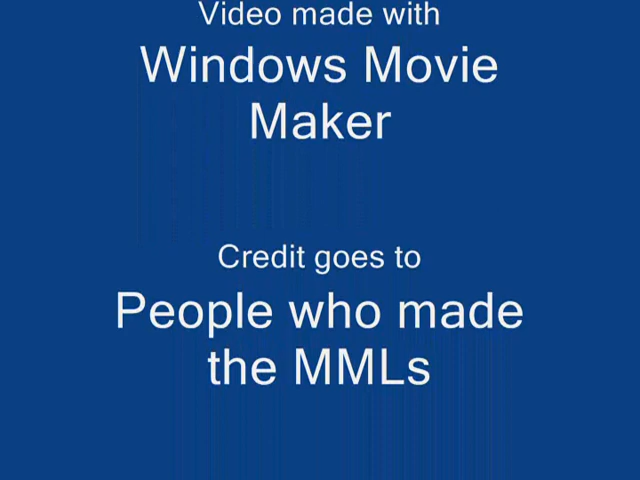 Video made with
Windows Movie
Maker
Credit goes to
People who made
the MMLs